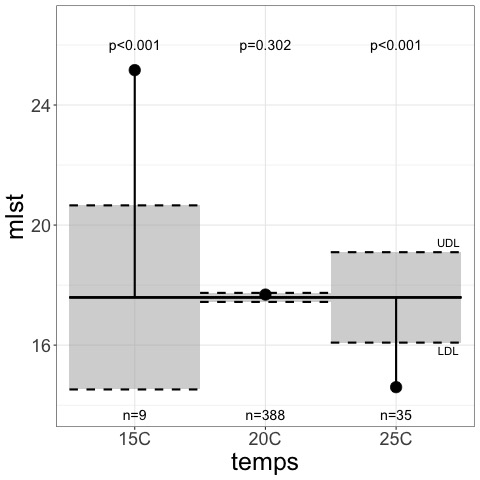 p<0.001 p=0.302 p<0.001
24
20
16
mlst
UDL
LDL
n=9 n=388 n=35
15C 20C 25C
temps